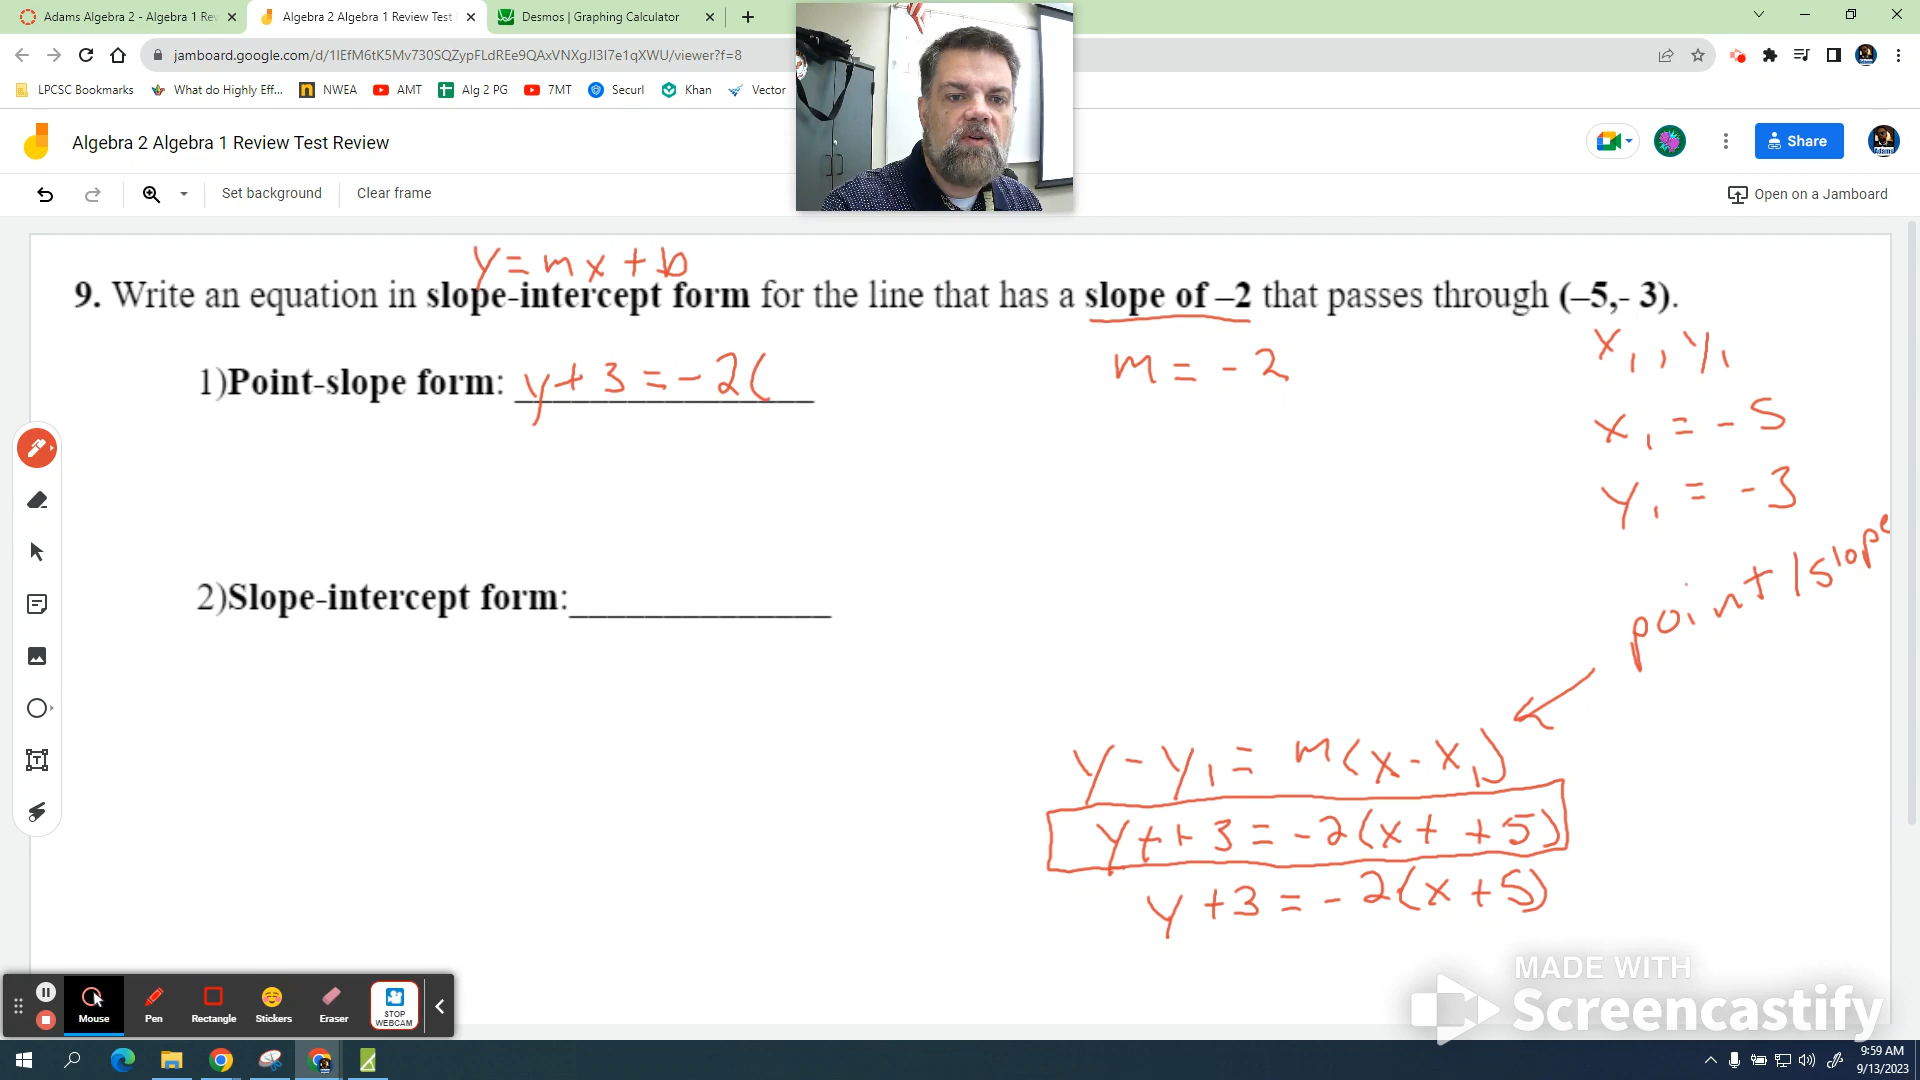 Adams Algebra 2 - Algebra 1 Rev
Algebra 2 Algebra 1 Review Test
Desmos | Graphing Calculator
jamboard.google.com/d/1lEfM6tK5Mv730SQZypFLdREe9QAxVNXgJI3I7e1qXWU/viewer?f=8
LPCSC Bookmarks
What do Highly Eff...
NWEA
AMT
Alg 2 PG
7MT
Securl
Khan
Vector
Algebra 2 Algebra 1 Review Test Review
Share
Set background
Clear frame
Open on a Jamboard
y = mx + b
9. Write an equation in slope-intercept form for the line that has a slope of –2 that passes through (–5,- 3).
x₁, y₁
1)Point-slope form: y + 3 = - 2(
m = - 2
x₁ = - 5
y₁ = - 3
point/slope
2)Slope-intercept form:______________
y - y₁ = m(x - x₁)
y + + 3 = - 2(x + + 5)
y + 3 = - 2(x + 5)
MADE WITH
Screencastify
Mouse
Pen
Rectangle
Stickers
Eraser
STOP
WEBCAM
9:59 AM
9/13/2023